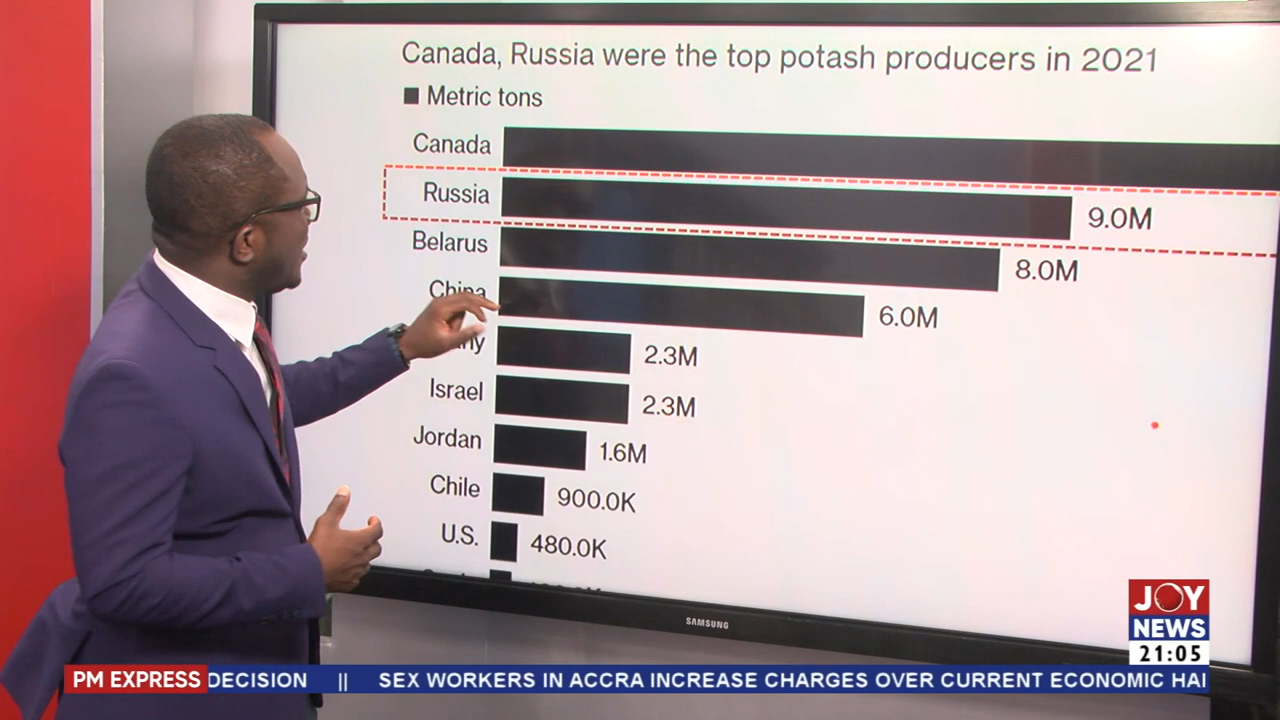 Canada, Russia were the top potash producers in 2021
Metric tons
Canada
Russia 9.0M
Belarus 8.0M
China 6.0M
2.3M
Israel 2.3M
Jordan 1.6M
Chile 900.0K
U.S. 480.0K
SAMSUNG
JOY
NEWS
21:05
PM EXPRESS DECISION || SEX WORKERS IN ACCRA INCREASE CHARGES OVER CURRENT ECONOMIC HAI